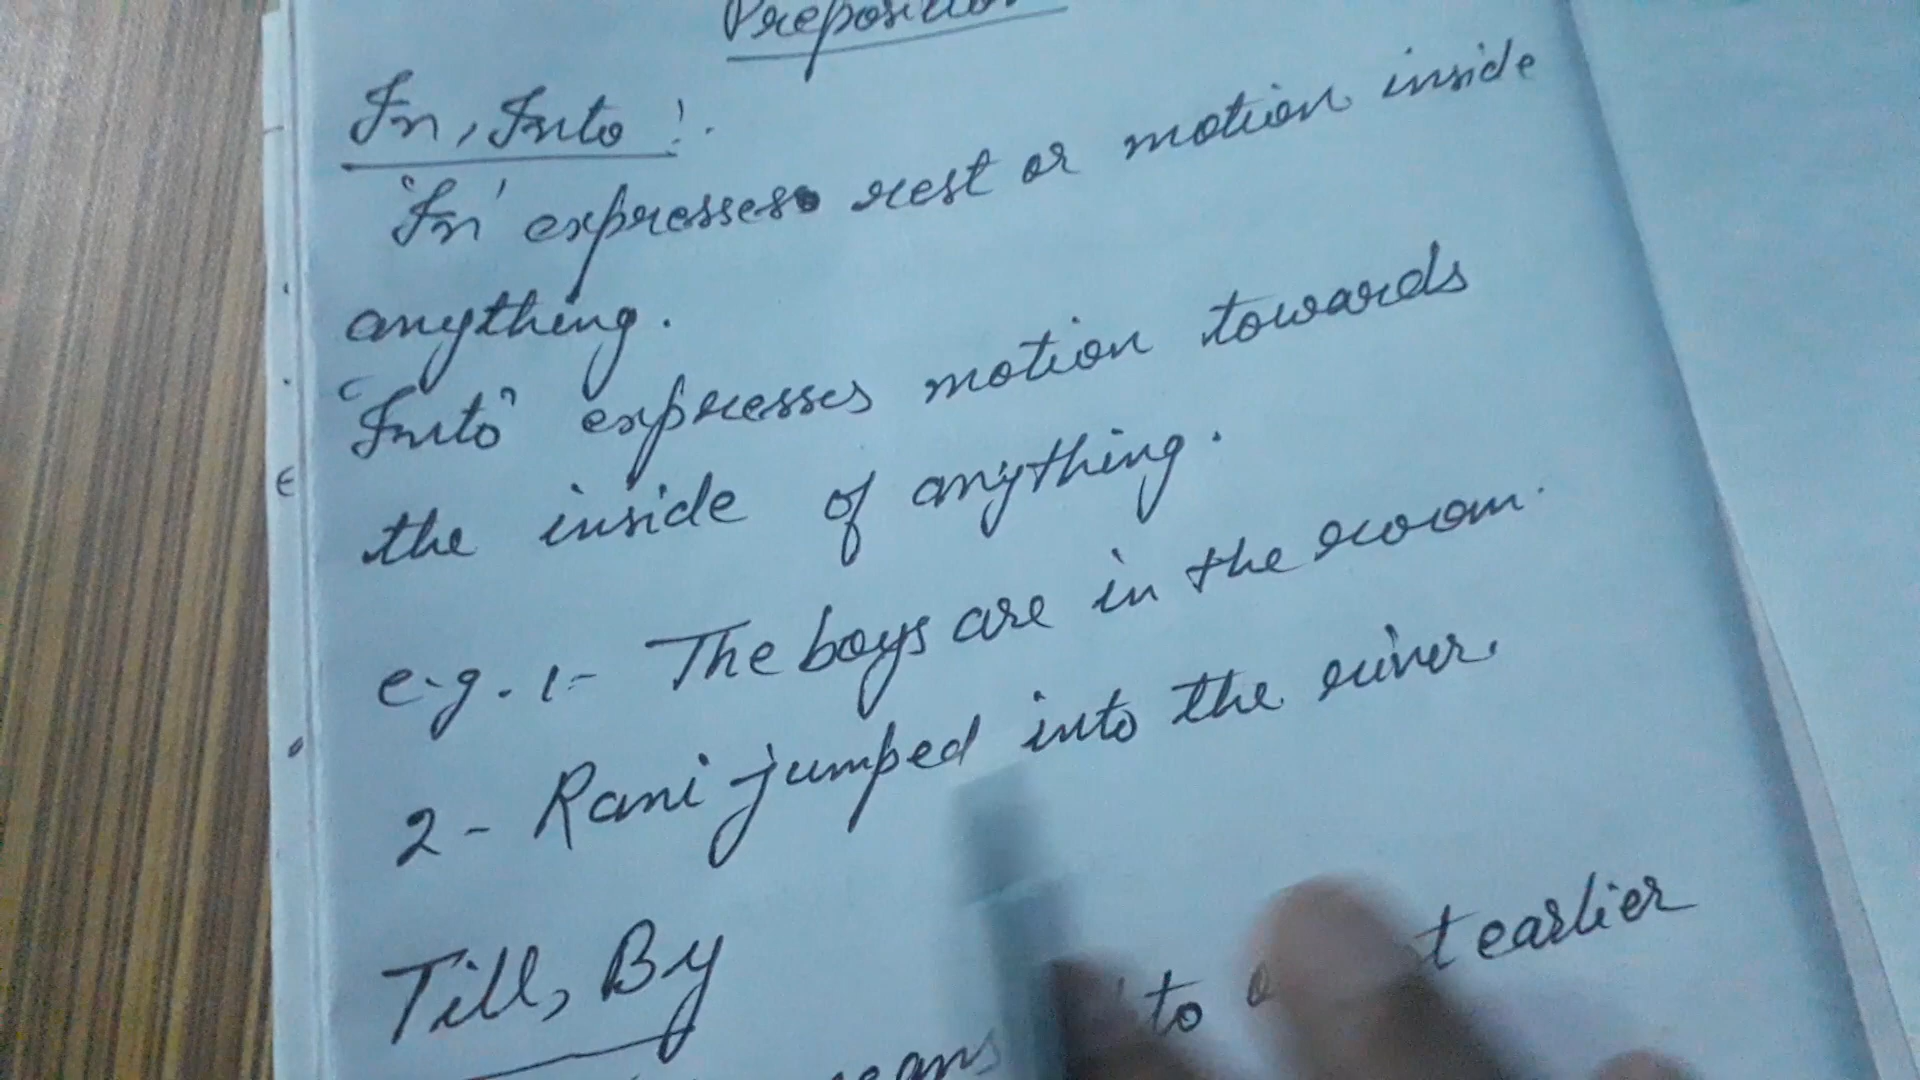 Preposition
In, Into :-
'In' expresses rest or motion inside
anything.
"Into" expresses motion towards
the inside of anything.
e.g. 1- The boys are in the room.
2- Rani jumped into the river.
Till, By
to t earlier